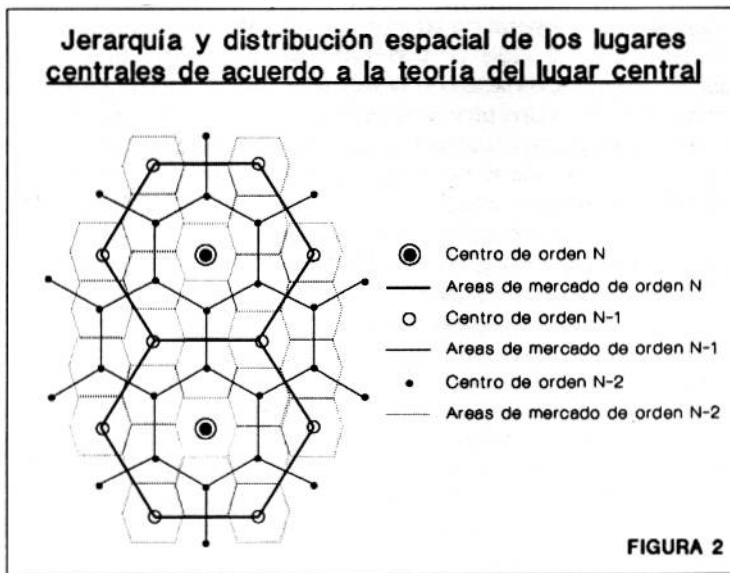 Jerarquía y distribución espacial de los lugares
centrales de acuerdo a la teoría del lugar central
Centro de orden N
Areas de mercado de orden N
Centro de orden N-1
Areas de mercado de orden N-1
Centro de orden N-2
Areas de mercado de orden N-2
FIGURA 2